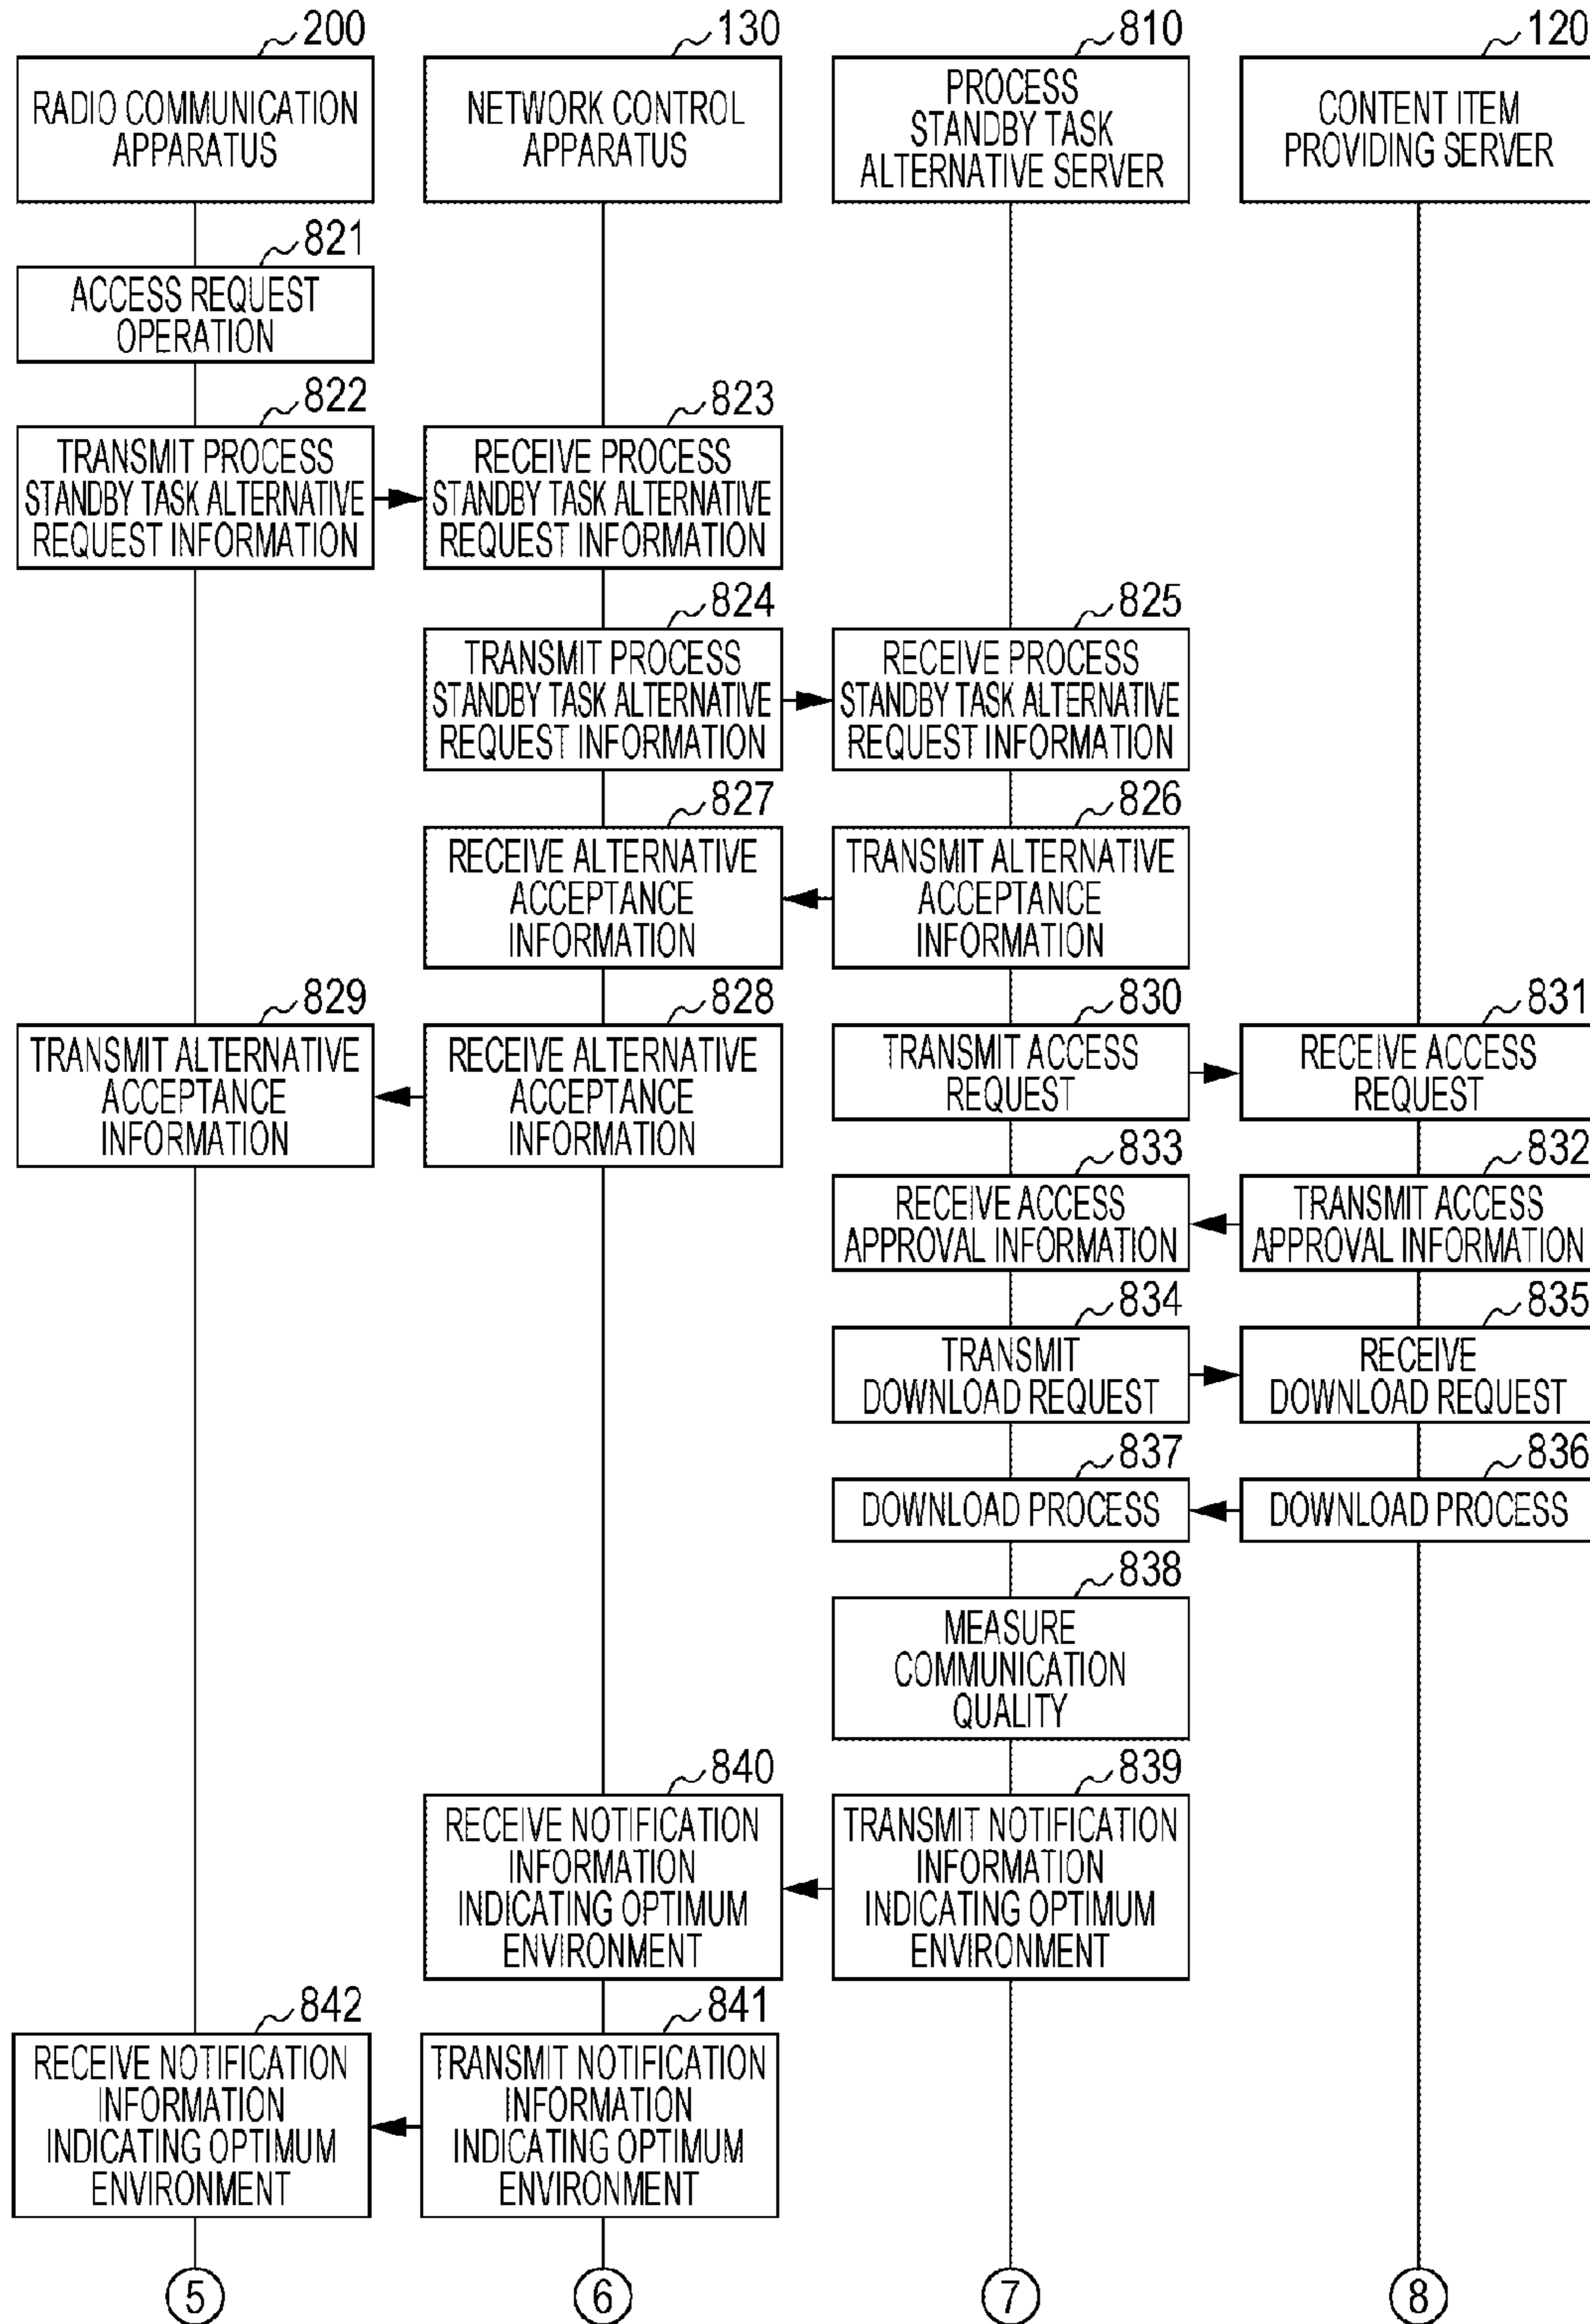 200
RADIO COMMUNICATION
APPARATUS
130
NETWORK CONTROL
APPARATUS
810
PROCESS
STANDBY TASK
ALTERNATIVE SERVER
120
CONTENT ITEM
PROVIDING SERVER
821
ACCESS REQUEST
OPERATION
822
TRANSMIT PROCESS
STANDBY TASK ALTERNATIVE
REQUEST INFORMATION
823
RECEIVE PROCESS
STANDBY TASK ALTERNATIVE
REQUEST INFORMATION
824
TRANSMIT PROCESS
STANDBY TASK ALTERNATIVE
REQUEST INFORMATION
825
RECEIVE PROCESS
STANDBY TASK ALTERNATIVE
REQUEST INFORMATION
827
RECEIVE ALTERNATIVE
ACCEPTANCE
INFORMATION
826
TRANSMIT ALTERNATIVE
ACCEPTANCE
INFORMATION
829
TRANSMIT ALTERNATIVE
ACCEPTANCE
INFORMATION
828
RECEIVE ALTERNATIVE
ACCEPTANCE
INFORMATION
830
TRANSMIT ACCESS
REQUEST
831
RECEIVE ACCESS
REQUEST
833
RECEIVE ACCESS
APPROVAL INFORMATION
832
TRANSMIT ACCESS
APPROVAL INFORMATION
834
TRANSMIT
DOWNLOAD REQUEST
835
RECEIVE
DOWNLOAD REQUEST
837
DOWNLOAD PROCESS
836
DOWNLOAD PROCESS
838
MEASURE
COMMUNICATION
QUALITY
840
RECEIVE NOTIFICATION
INFORMATION
INDICATING OPTIMUM
ENVIRONMENT
839
TRANSMIT NOTIFICATION
INFORMATION
INDICATING OPTIMUM
ENVIRONMENT
842
RECEIVE NOTIFICATION
INFORMATION
INDICATING OPTIMUM
ENVIRONMENT
841
TRANSMIT NOTIFICATION
INFORMATION
INDICATING OPTIMUM
ENVIRONMENT
5
6
7
8